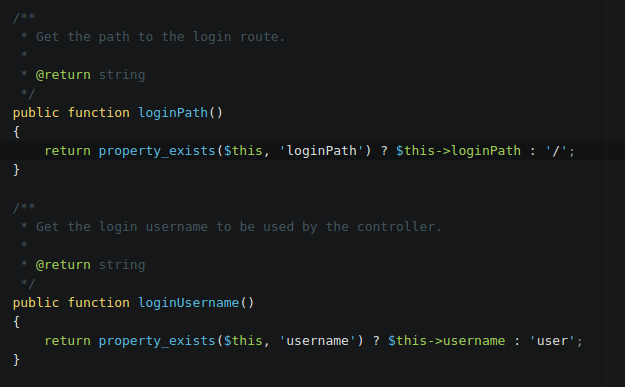 /**
 * Get the path to the login route.
 *
 * @return string
 */
public function loginPath()
{
    return property_exists($this, 'loginPath') ? $this->loginPath : '/';
}

/**
 * Get the login username to be used by the controller.
 *
 * @return string
 */
public function loginUsername()
{
    return property_exists($this, 'username') ? $this->username : 'user';
}